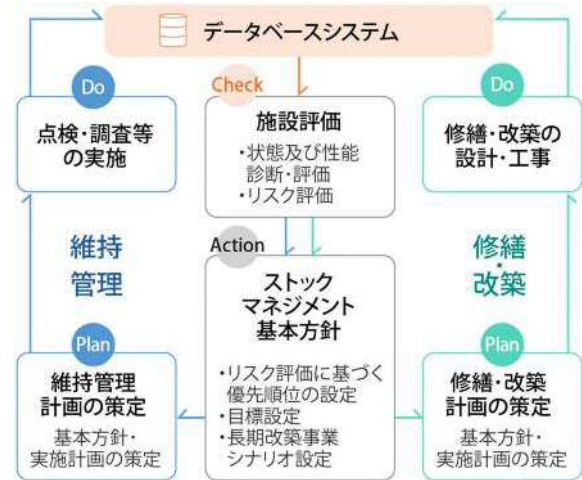 データベースシステム
Do
点検・調査等
の実施
Check
施設評価
・状態及び性能
診断・評価
・リスク評価
Do
修繕・改築の
設計・工事
維持
管理
Action
ストック
マネジメント
基本方針
・リスク評価に基づく
優先順位の設定
・目標設定
・長期改築事業
シナリオ設定
修繕
・
改築
Plan
維持管理
計画の策定
基本方針・
実施計画の策定
Plan
修繕・改築
計画の策定
基本方針・
実施計画の策定